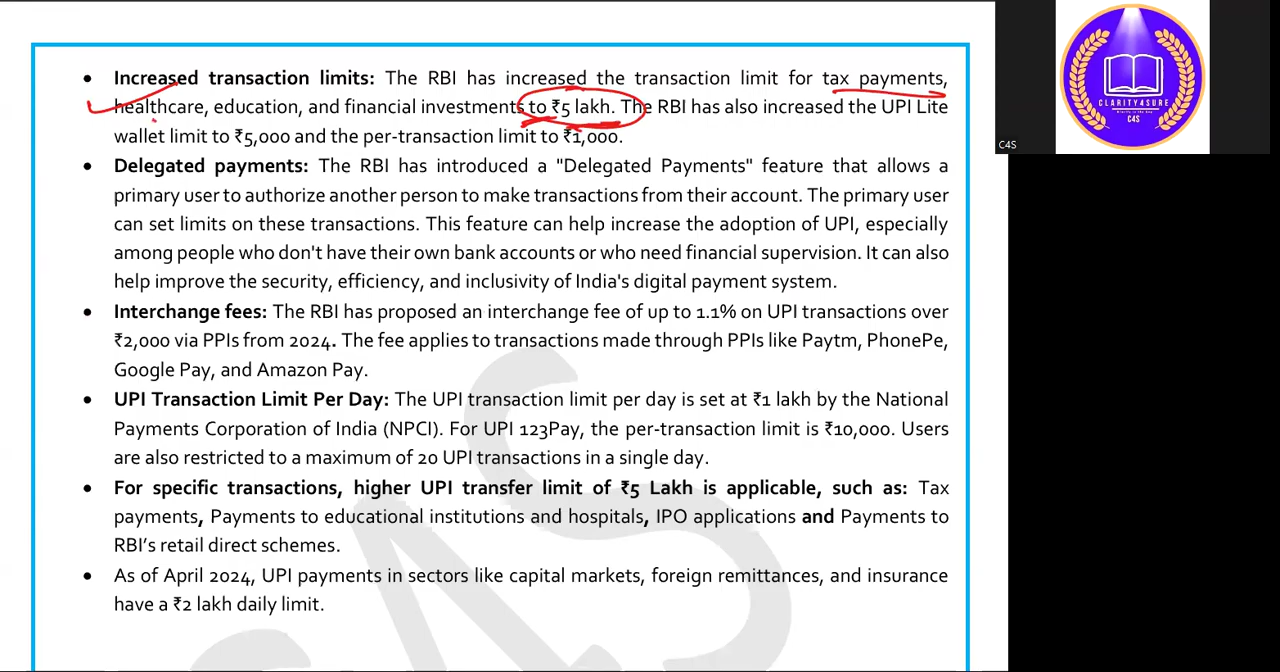 • Increased transaction limits: The RBI has increased the transaction limit for tax payments,
healthcare, education, and financial investments to ₹5 lakh. The RBI has also increased the UPI Lite
wallet limit to ₹5,000 and the per-transaction limit to ₹1,000.
• Delegated payments: The RBI has introduced a "Delegated Payments" feature that allows a
primary user to authorize another person to make transactions from their account. The primary user
can set limits on these transactions. This feature can help increase the adoption of UPI, especially
among people who don't have their own bank accounts or who need financial supervision. It can also
help improve the security, efficiency, and inclusivity of India's digital payment system.
• Interchange fees: The RBI has proposed an interchange fee of up to 1.1% on UPI transactions over
₹2,000 via PPIs from 2024. The fee applies to transactions made through PPIs like Paytm, PhonePe,
Google Pay, and Amazon Pay.
• UPI Transaction Limit Per Day: The UPI transaction limit per day is set at ₹1 lakh by the National
Payments Corporation of India (NPCI). For UPI 123Pay, the per-transaction limit is ₹10,000. Users
are also restricted to a maximum of 20 UPI transactions in a single day.
• For specific transactions, higher UPI transfer limit of ₹5 Lakh is applicable, such as: Tax
payments, Payments to educational institutions and hospitals, IPO applications and Payments to
RBI’s retail direct schemes.
• As of April 2024, UPI payments in sectors like capital markets, foreign remittances, and insurance
have a ₹2 lakh daily limit.
CLARITY4SURE
C4S
C4S